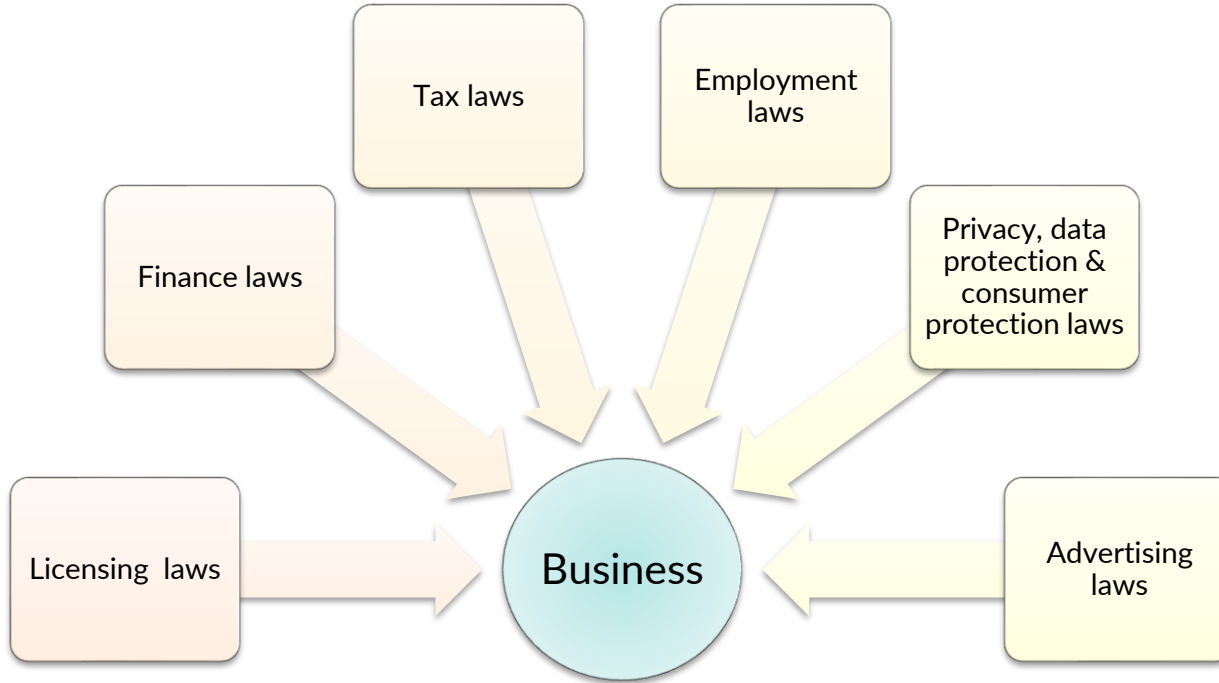 Tax laws
Employment
laws
Finance laws
Privacy, data
protection &
consumer
protection laws
Licensing  laws
Business
Advertising
laws